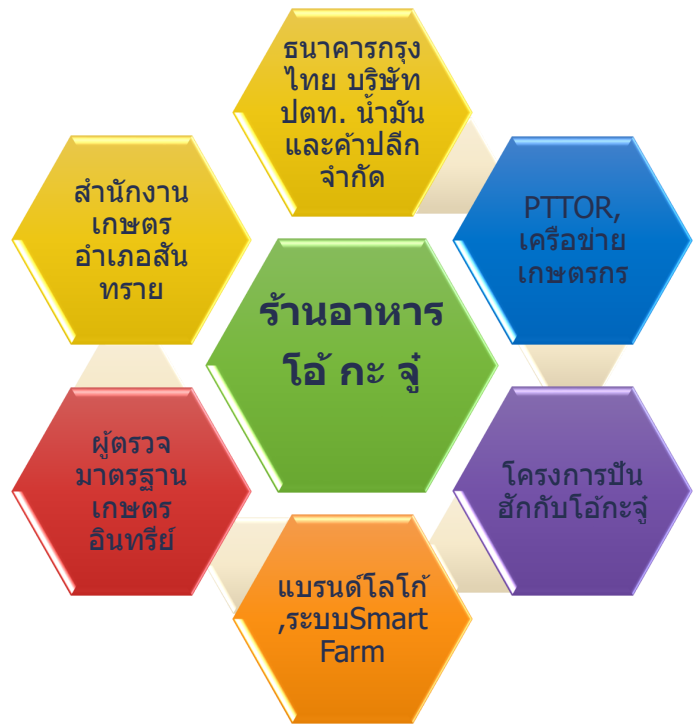 ธนาคารกรุง
ไทย บริษัท
ปตท. น้ำมัน
และค้าปลีก
จำกัด
PTTOR,
เครือข่าย
เกษตรกร
โครงการปัน
ฮักกับโอ้กะจู๋
แบรนด์โลโก้
,ระบบSmart
Farm
ผู้ตรวจ
มาตรฐาน
เกษตร
อินทรีย์
สำนักงาน
เกษตร
อำเภอสัน
ทราย
ร้านอาหาร
โอ้ กะ จู๋